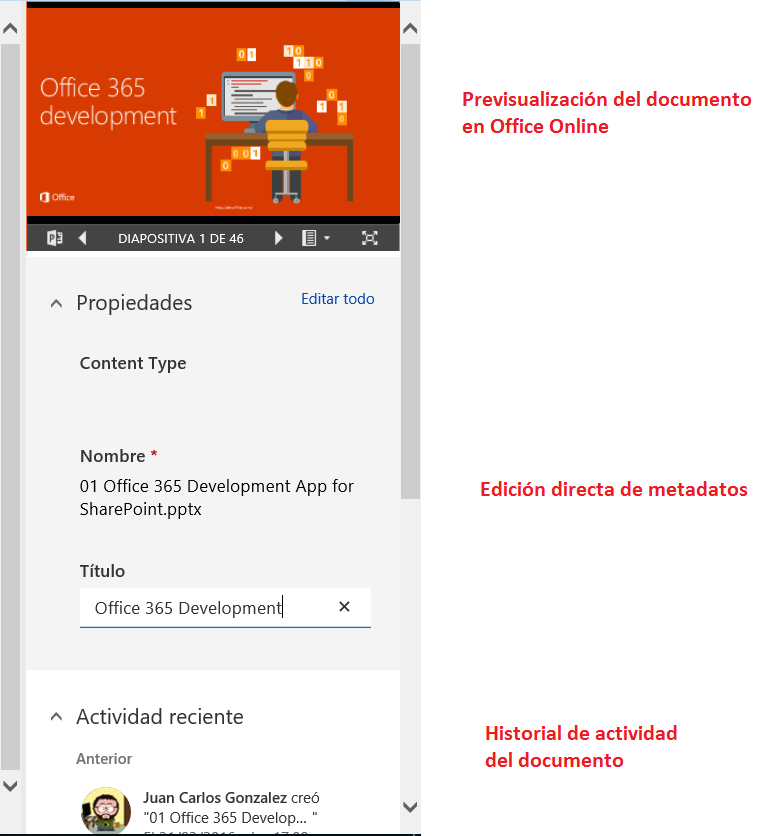 Office 365
development
Office
DIAPOSITIVA 1 DE 46
Previsualización del documento
en Office Online
Propiedades
Editar todo
Content Type
Nombre *
01 Office 365 Development App for
SharePoint.pptx
Edición directa de metadatos
Título
Office 365 Development
Actividad reciente
Historial de actividad
del documento
Anterior
Juan Carlos Gonzalez creó
"01 Office 365 Develop... "